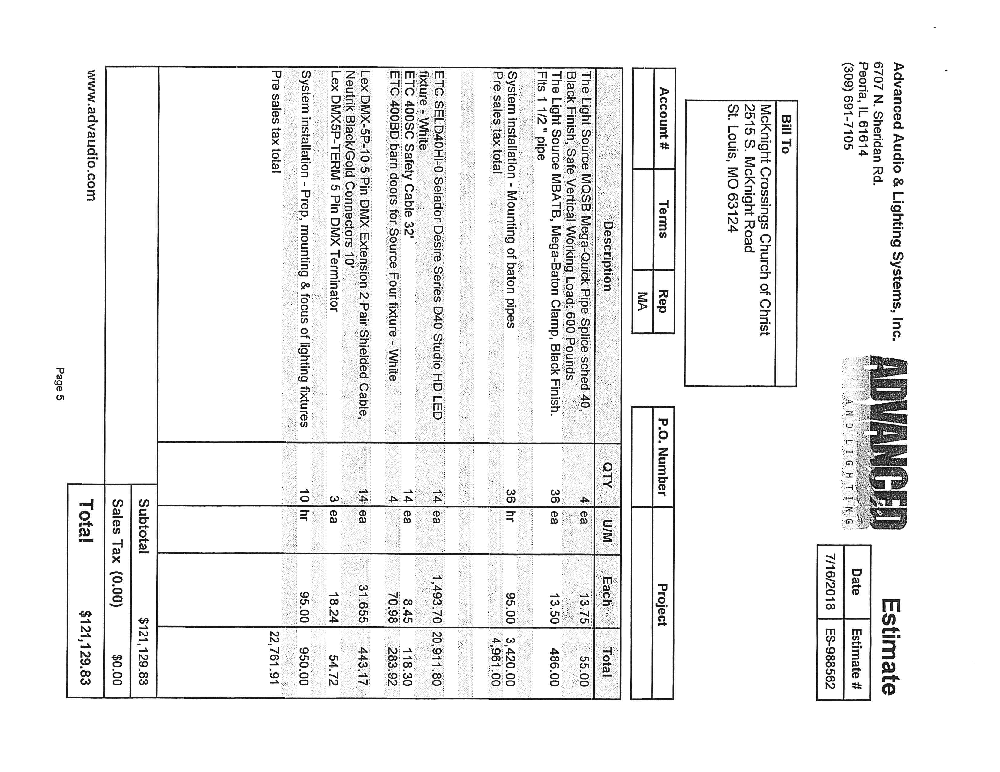 Advanced Audio & Lighting Systems, Inc.
6707 N. Sheridan Rd.
Peoria, IL 61614
(309) 691-7105
ADVANCED
AND LIGHTING
Estimate
Date Estimate #
7/16/2018 ES-988562
Bill To
McKnight Crossings Church of Christ
2515 S. McKnight Road
St. Louis, MO 63124
Account # Terms Rep P.O. Number Project
MA
Description QTY U/M Each Total
The Light Source MQSB Mega-Quick Pipe Splice sched 40, 4 ea 13.75 55.00
Black Finish, Safe Vertical Working Load: 600 Pounds
The Light Source MBATB, Mega-Baton Clamp, Black Finish. 36 ea 13.50 486.00
Fits 1 1/2 " pipe
System installation - Mounting of baton pipes 36 hr 95.00 3,420.00
Pre sales tax total 4,961.00
ETC SELD40HI-0 Selador Desire Series D40 Studio HD LED 14 ea 1,493.70 20,911.80
fixture - White
ETC 400SC Safety Cable 32' 14 ea 8.45 118.30
ETC 400BD barn doors for Source Four fixture - White 4 70.98 283.92
Lex DMX-5P-10 5 Pin DMX Extension 2 Pair Shielded Cable, 14 ea 31.655 443.17
Neutrik Black/Gold Connectors 10'
Lex DMX5P-TERM 5 Pin DMX Terminator 3 ea 18.24 54.72
System installation - Prep, mounting & focus of lighting fixtures 10 hr 95.00 950.00
Pre sales tax total 22,761.91
Subtotal $121,129.83
Sales Tax (0.00) $0.00
Total $121,129.83
www.advaudio.com
Page 5